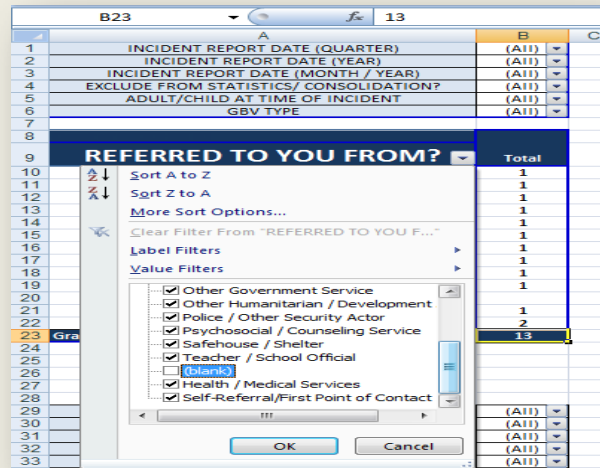 B23 fx 13
A B C
1 INCIDENT REPORT DATE (QUARTER) (All)
2 INCIDENT REPORT DATE (YEAR) (All)
3 INCIDENT REPORT DATE (MONTH / YEAR) (All)
4 EXCLUDE FROM STATISTICS/ CONSOLIDATION? (All)
5 ADULT/CHILD AT TIME OF INCIDENT (All)
6 GBV TYPE (All)
7
8
9 REFERRED TO YOU FROM? Total
10 1
11 1
12 1
13 1
14 1
15 1
16 1
17 1
18 1
19 1
20
21 1
22 2
23 Gra 13
24
25
26
27
28
29 (All)
30 (All)
31 (All)
32 (All)
33 (All)
Sort A to Z
Sort Z to A
More Sort Options...
Clear Filter From "REFERRED TO YOU F..."
Label Filters
Value Filters
Other Government Service
Other Humanitarian / Development
Police / Other Security Actor
Psychosocial / Counseling Service
Safehouse / Shelter
Teacher / School Official
(blank)
Health / Medical Services
Self-Referral/First Point of Contact
OK Cancel